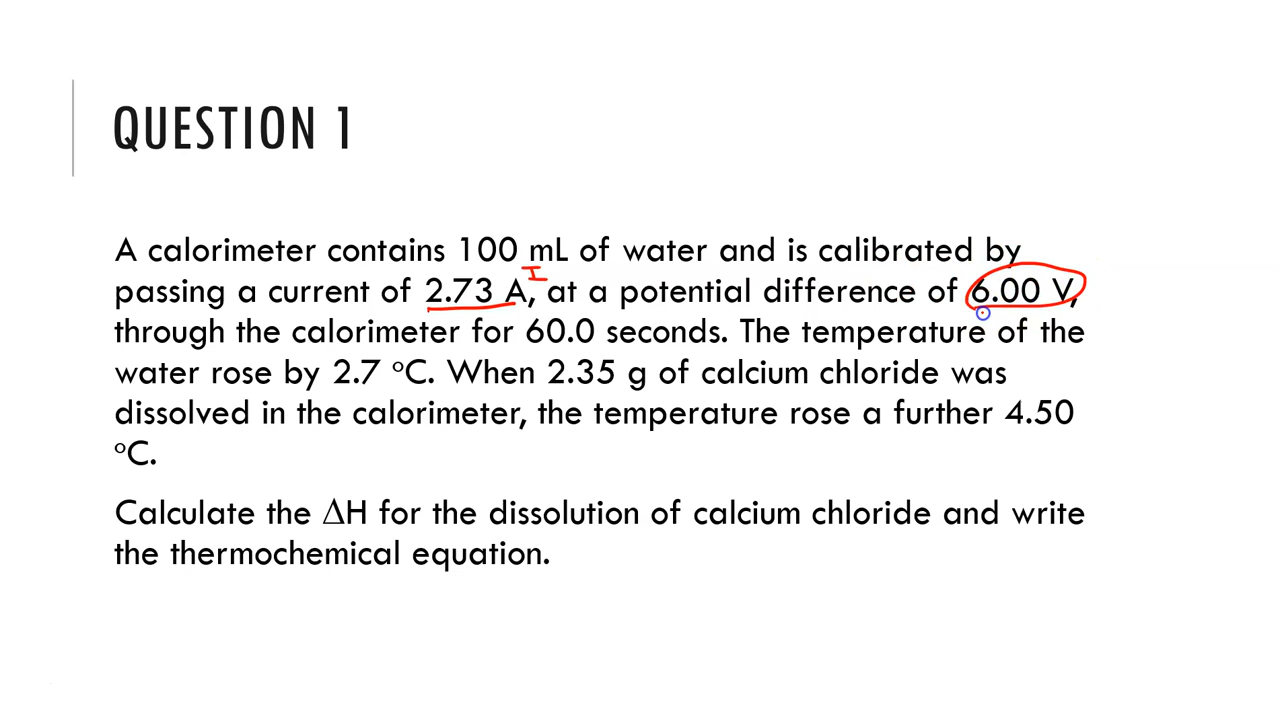 QUESTION 1
A calorimeter contains 100 mL of water and is calibrated by
I
passing a current of 2.73 A, at a potential difference of 6.00 V,
through the calorimeter for 60.0 seconds. The temperature of the
water rose by 2.7 °C. When 2.35 g of calcium chloride was
dissolved in the calorimeter, the temperature rose a further 4.50
°C.
Calculate the ∆H for the dissolution of calcium chloride and write
the thermochemical equation.